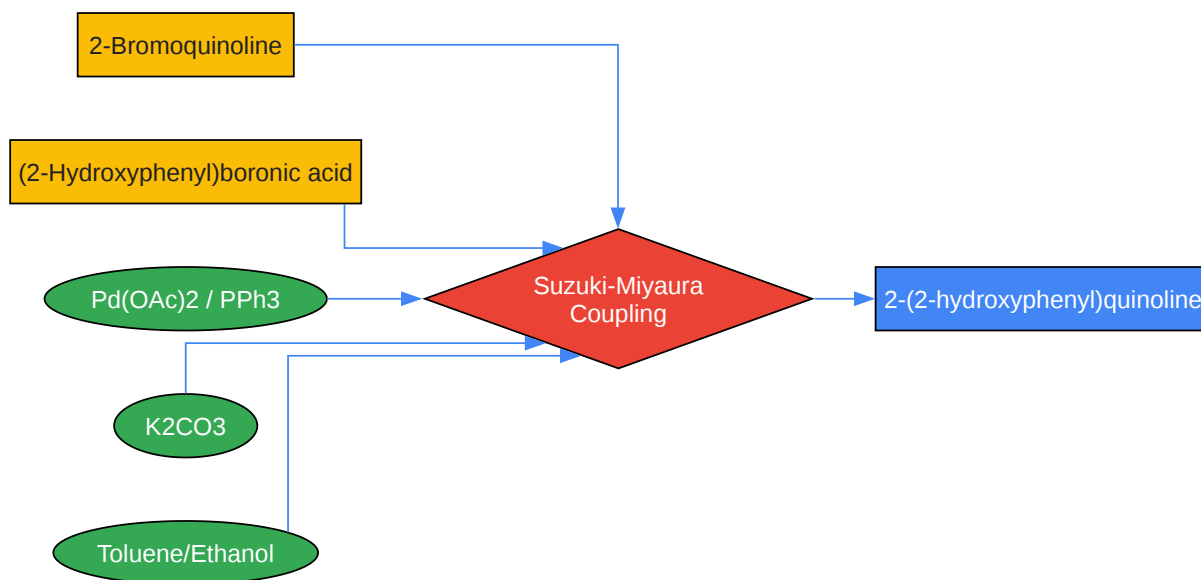 2-Bromoquinoline
(2-Hydroxyphenyl)boronic acid
Pd(OAc)2 / PPh3
K2CO3
Toluene/Ethanol
Suzuki-Miyaura
Coupling
2-(2-hydroxyphenyl)quinoline